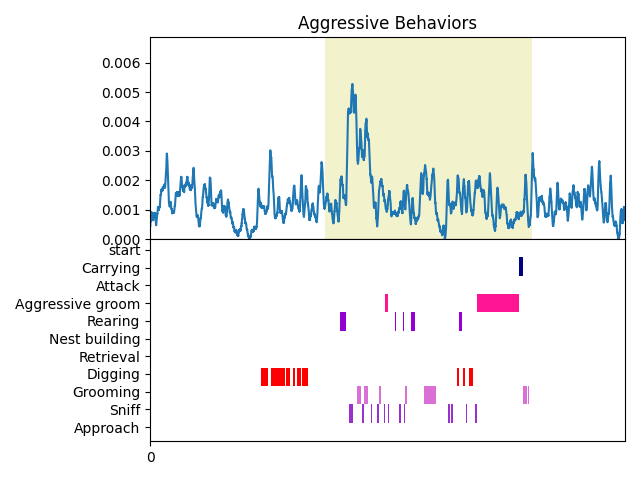 Aggressive Behaviors
0.006
0.005
0.004
0.003
0.002
0.001
0.000
start
Carrying
Attack
Aggressive groom
Rearing
Nest building
Retrieval
Digging
Grooming
Sniff
Approach
0